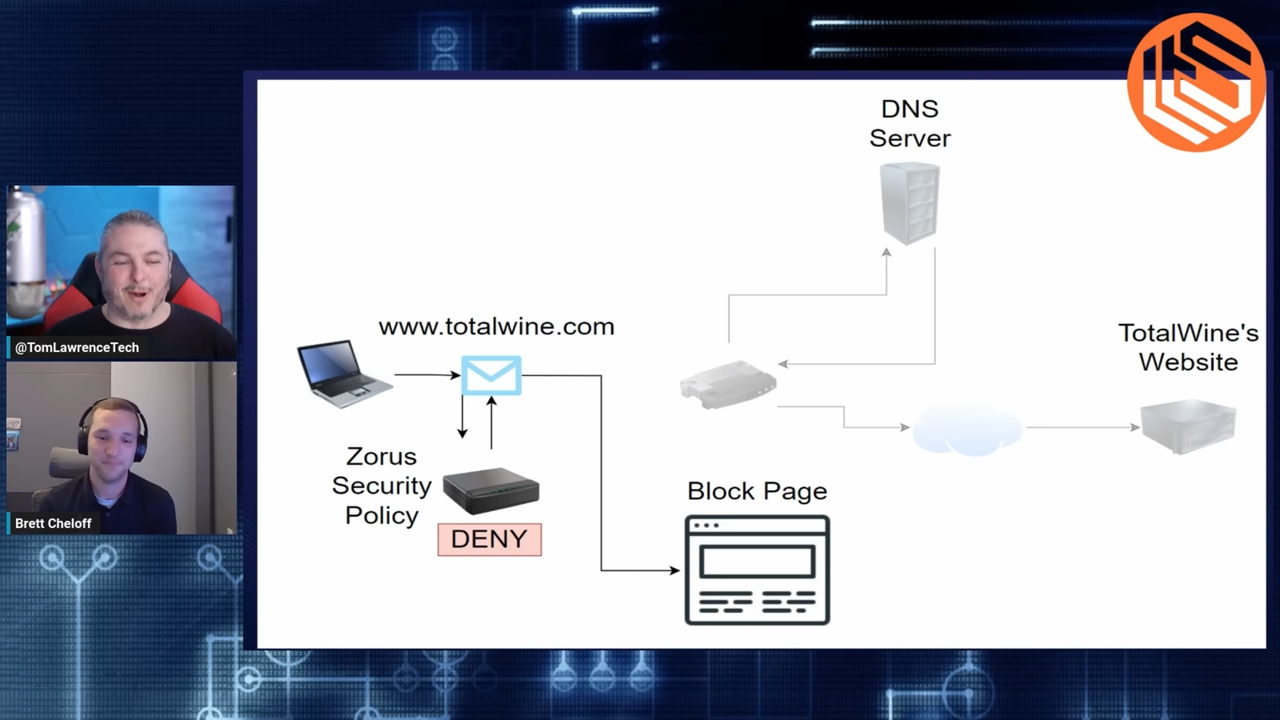 DNS
Server
www.totalwine.com
TotalWine's
Website
@TomLawrenceTech
Zorus
Security
Policy
DENY
Block Page
Brett Cheloff